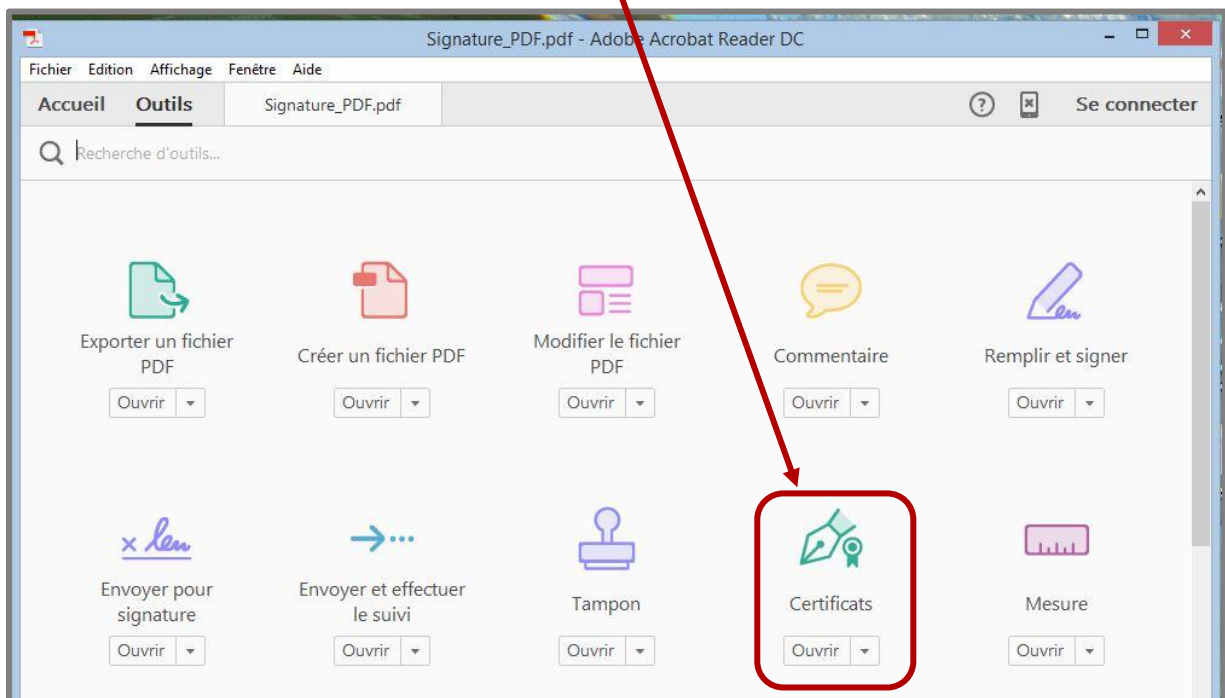 Signature_PDF.pdf - Adobe Acrobat Reader DC
Fichier Edition Affichage Fenêtre Aide
Accueil Outils Signature_PDF.pdf Se connecter
Recherche d'outils...
Exporter un fichier
PDF
Ouvrir
Créer un fichier PDF
Ouvrir
Modifier le fichier
PDF
Ouvrir
Commentaire
Ouvrir
Remplir et signer
Ouvrir
Envoyer pour
signature
Ouvrir
Envoyer et effectuer
le suivi
Ouvrir
Tampon
Ouvrir
Certificats
Ouvrir
Mesure
Ouvrir